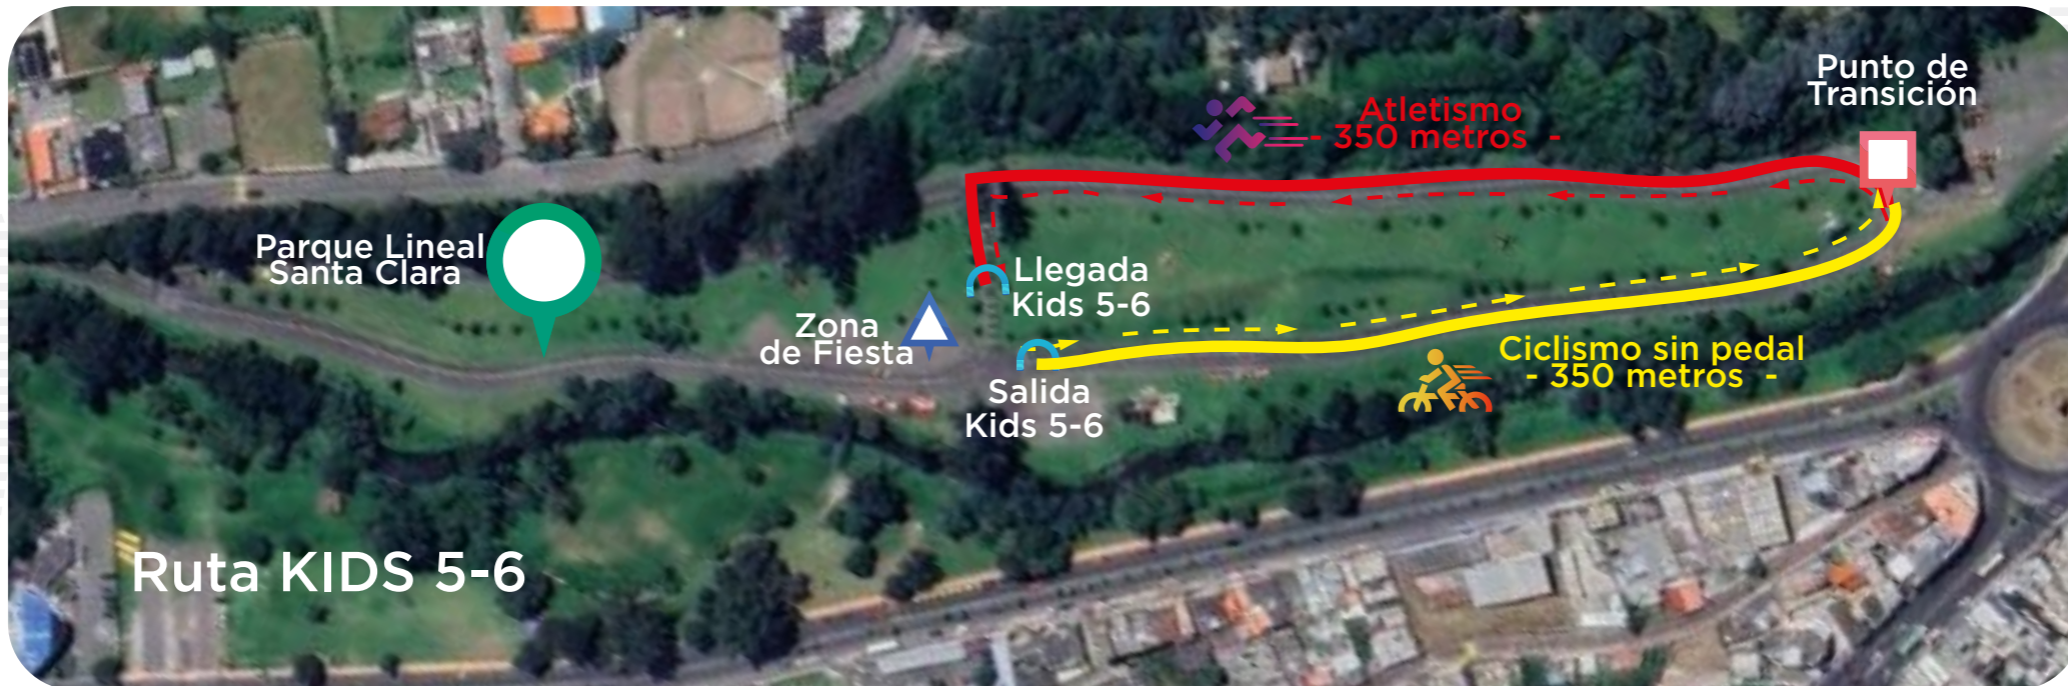 Punto de
Transición
Atletismo
- 350 metros -
Parque Lineal
Santa Clara
Llegada
Kids 5-6
Zona
de Fiesta
Ciclismo sin pedal
- 350 metros -
Salida
Kids 5-6
Ruta KIDS 5-6